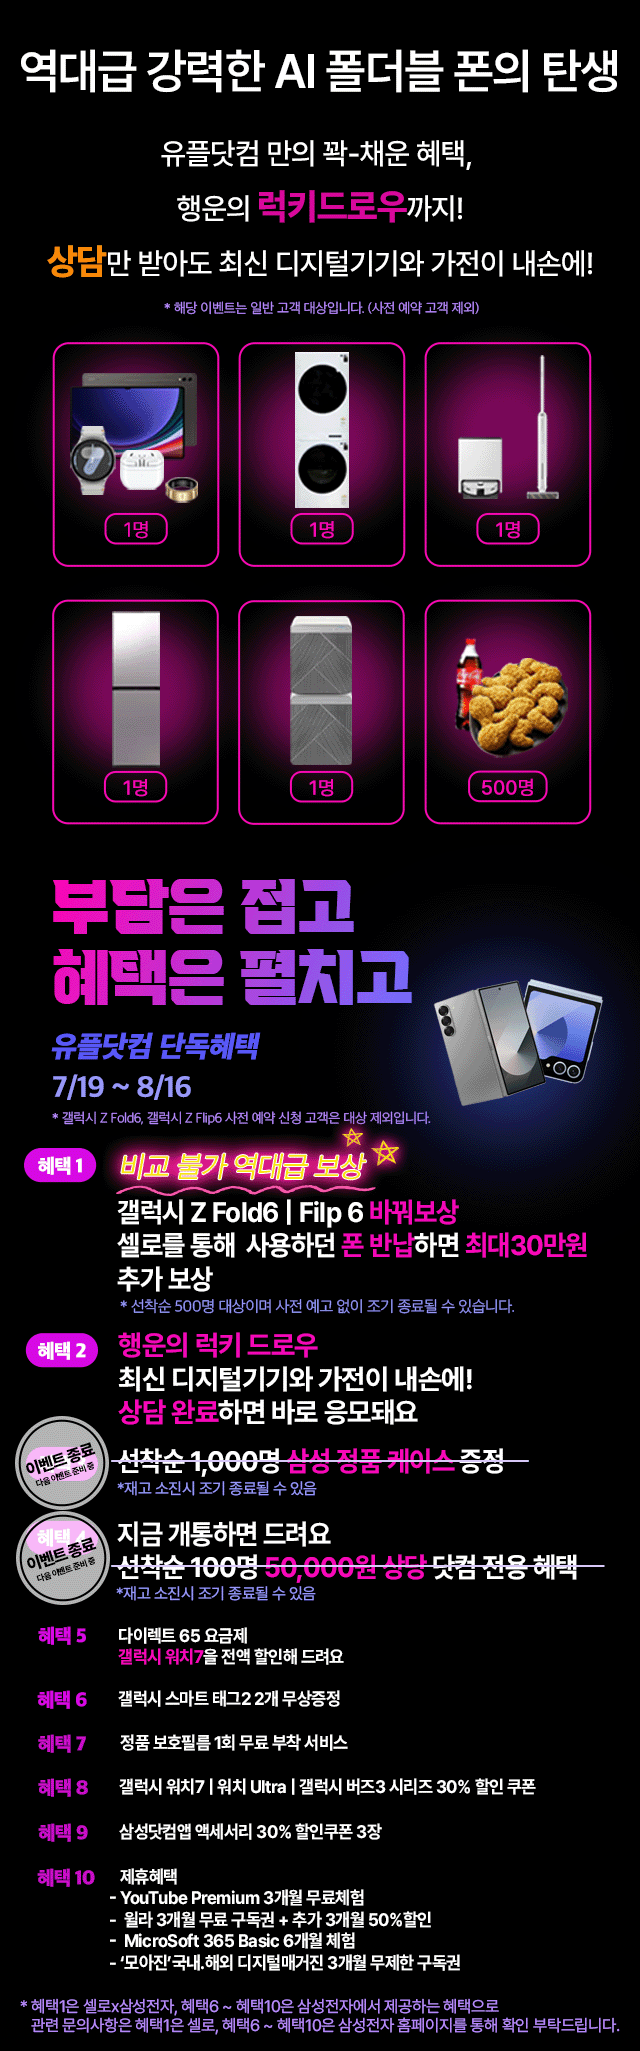 역대급 강력한 AI 폴더블 폰의 탄생
유플닷컴 만의 꽉-채운 혜택,
행운의 럭키드로우까지!
상담만 받아도 최신 디지털기기와 가전이 내손에!
* 해당 이벤트는 일반 고객 대상입니다. (사전 예약 고객 제외)
1명
1명
1명
1명
1명
500명
부담은 접고
혜택은 펼치고
유플닷컴 단독혜택
7/19 ~ 8/16
* 갤럭시 Z Fold6, 갤럭시 Z Flip6 사전 예약 신청 고객은 대상 제외입니다.
혜택 1
비교 불가 역대급 보상
갤럭시 Z Fold6 | Filp 6 바꿔보상
셀로를 통해 사용하던 폰 반납하면 최대30만원
추가 보상
* 선착순 500명 대상이며 사전 예고 없이 조기 종료될 수 있습니다.
혜택 2
행운의 럭키 드로우
최신 디지털기기와 가전이 내손에!
상담 완료하면 바로 응모돼요
이벤트 종료
다음 이벤트 준비 중
선착순 1,000명 삼성 정품 케이스 증정
*재고 소진시 조기 종료될 수 있음
혜택 4
이벤트 종료
다음 이벤트 준비 중
지금 개통하면 드려요
선착순 100명 50,000원 상당 닷컴 전용 혜택
*재고 소진시 조기 종료될 수 있음
혜택 5
다이렉트 65 요금제
갤럭시 워치7을 전액 할인해 드려요
혜택 6
갤럭시 스마트 태그2 2개 무상증정
혜택 7
정품 보호필름 1회 무료 부착 서비스
혜택 8
갤럭시 워치7 | 워치 Ultra | 갤럭시 버즈3 시리즈 30% 할인 쿠폰
혜택 9
삼성닷컴앱 액세서리 30% 할인쿠폰 3장
혜택 10
제휴혜택
- YouTube Premium 3개월 무료체험
- 윌라 3개월 무료 구독권 + 추가 3개월 50%할인
- MicroSoft 365 Basic 6개월 체험
- ‘모아진’국내.해외 디지털매거진 3개월 무제한 구독권
* 혜택1은 셀로x삼성전자, 혜택6 ~ 혜택10은 삼성전자에서 제공하는 혜택으로
관련 문의사항은 혜택1은 셀로, 혜택6 ~ 혜택10은 삼성전자 홈페이지를 통해 확인 부탁드립니다.